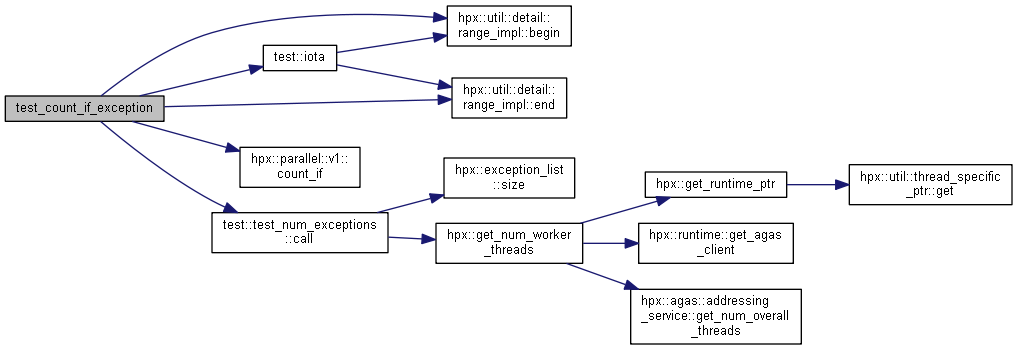 hpx::util::detail::
range_impl::begin
test::iota
hpx::util::detail::
range_impl::end
test_count_if_exception
hpx::parallel::v1::
count_if
hpx::exception_list
::size
test::test_num_exceptions
::call
hpx::get_num_worker
_threads
hpx::get_runtime_ptr
hpx::util::thread_specific
_ptr::get
hpx::runtime::get_agas
_client
hpx::agas::addressing
_service::get_num_overall
_threads